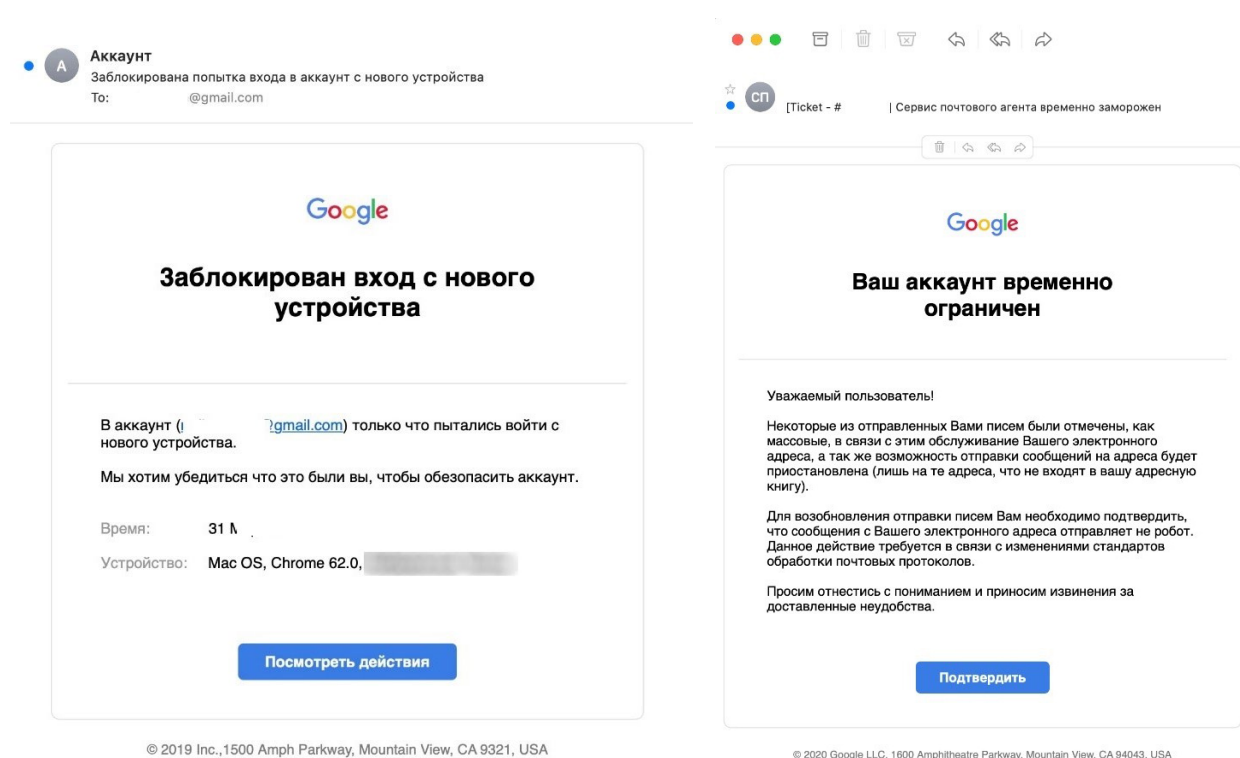 Аккаунт
Заблокирована попытка входа в аккаунт с нового устройства
To: @gmail.com
A
Google
Заблокирован вход с нового
устройства
В аккаунт ( @gmail.com) только что пытались войти с
нового устройства.
Мы хотим убедиться что это были вы, чтобы обезопасить аккаунт.
Время: 31
Устройство: Mac OS, Chrome 62.0,
Посмотреть действия
© 2019 Inc.,1500 Amph Parkway, Mountain View, CA 9321, USA
СП
[Ticket - # | Сервис почтового агента временно заморожен
Google
Ваш аккаунт временно
ограничен
Уважаемый пользователь!
Некоторые из отправленных Вами писем были отмечены, как
массовые, в связи с этим обслуживание Вашего электронного
адреса, а так же возможность отправки сообщений на адреса будет
приостановлена (лишь на те адреса, что не входят в вашу адресную
книгу).
Для возобновления отправки писем Вам необходимо подтвердить,
что сообщения с Вашего электронного адреса отправляет не робот.
Данное действие требуется в связи с изменениями стандартов
обработки почтовых протоколов.
Просим отнестись с пониманием и приносим извинения за
доставленные неудобства.
Подтвердить
© 2020 Google LLC, 1600 Amphitheatre Parkway, Mountain View, CA 94043, USA